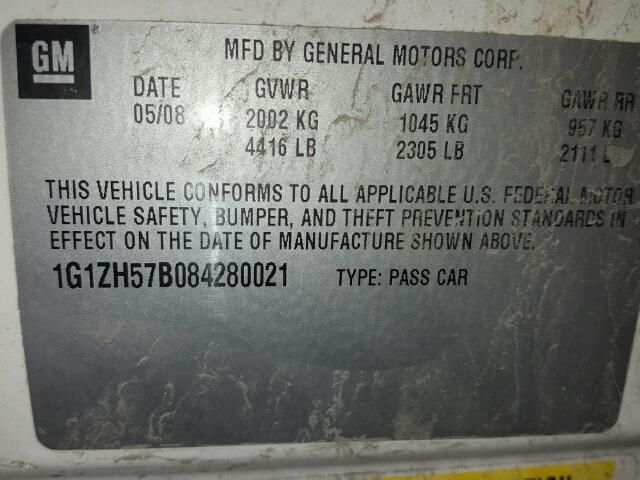 GM
MFD BY GENERAL MOTORS CORP.
DATE GVWR GAWR FRT GAWR RR
05/08 2002 KG 1045 KG 957 KG
4416 LB 2305 LB 2111 L
THIS VEHICLE CONFORMS TO ALL APPLICABLE U.S. FEDERAL MOTOR
VEHICLE SAFETY, BUMPER, AND THEFT PREVENTION STANDARDS IN
EFFECT ON THE DATE OF MANUFACTURE SHOWN ABOVE.
1G1ZH57B084280021 TYPE: PASS CAR